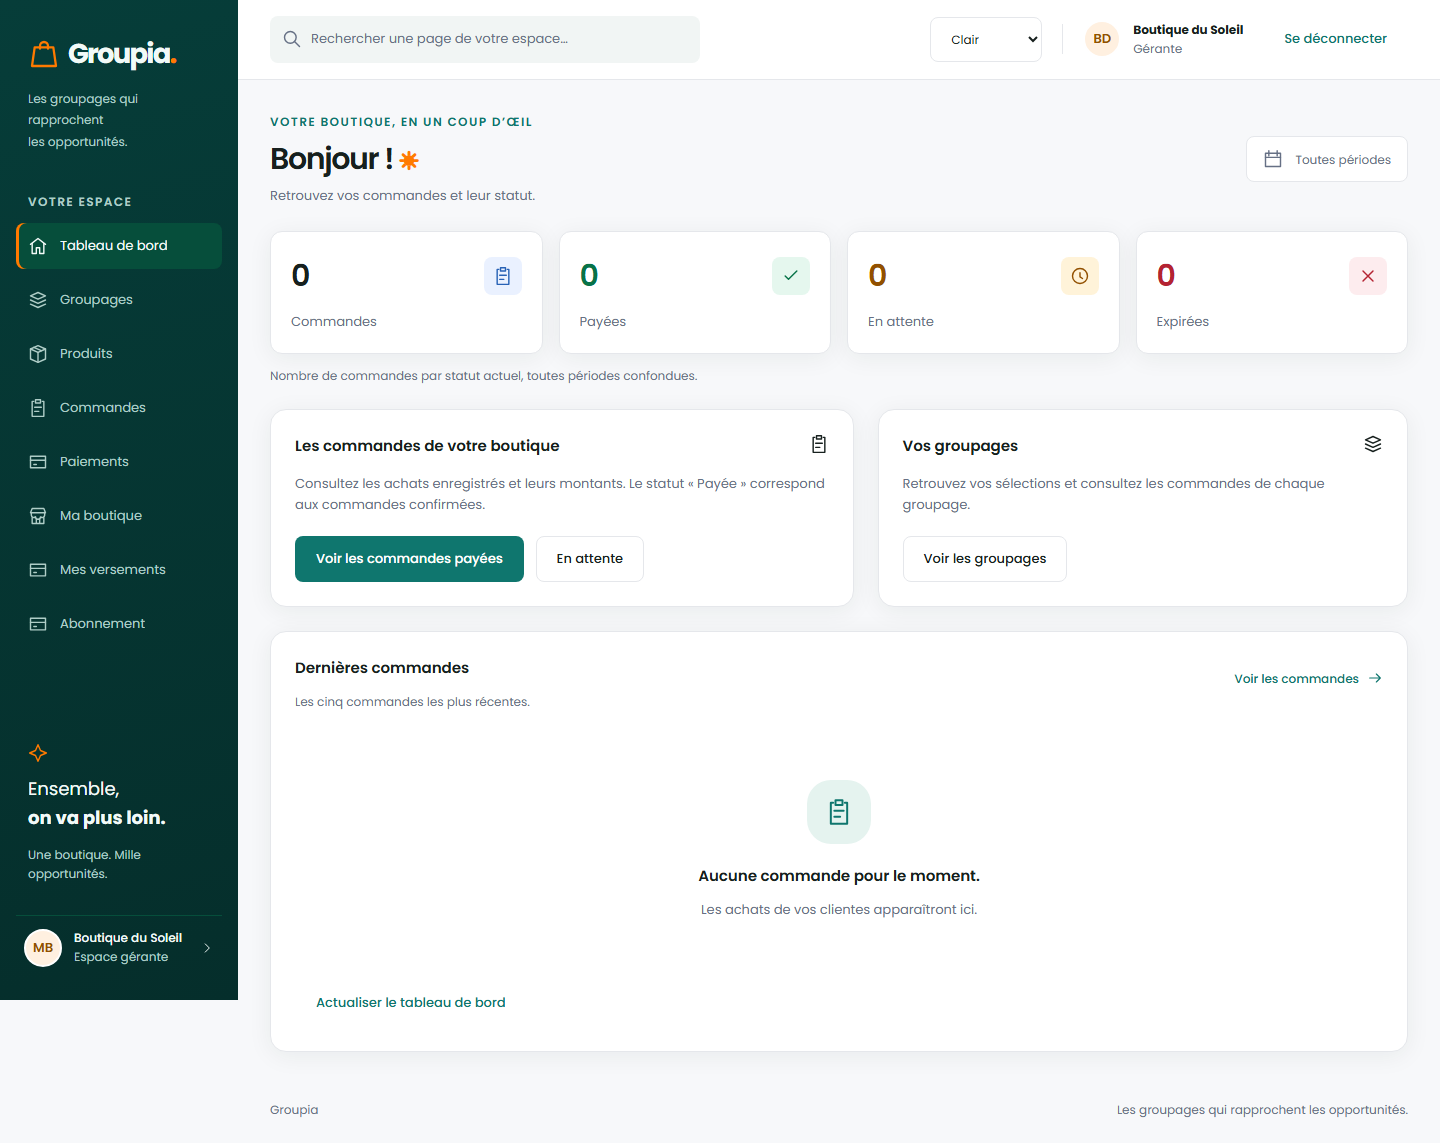 Groupia.
Les groupages qui
rapprochent
les opportunités.
VOTRE ESPACE
Tableau de bord
Groupages
Produits
Commandes
Paiements
Ma boutique
Mes versements
Abonnement
Ensemble,
on va plus loin.
Une boutique. Mille
opportunités.
MB
Boutique du Soleil
Espace gérante
Rechercher une page de votre espace...
Clair
BD
Boutique du Soleil
Gérante
Se déconnecter
VOTRE BOUTIQUE, EN UN COUP D’ŒIL
Bonjour !
Toutes périodes
Retrouvez vos commandes et leur statut.
0
Commandes
0
Payées
0
En attente
0
Expirées
Nombre de commandes par statut actuel, toutes périodes confondues.
Les commandes de votre boutique
Consultez les achats enregistrés et leurs montants. Le statut « Payée » correspond
aux commandes confirmées.
Voir les commandes payées
En attente
Vos groupages
Retrouvez vos sélections et consultez les commandes de chaque
groupage.
Voir les groupages
Dernières commandes
Les cinq commandes les plus récentes.
Voir les commandes
Aucune commande pour le moment.
Les achats de vos clientes apparaîtront ici.
Actualiser le tableau de bord
Groupia
Les groupages qui rapprochent les opportunités.